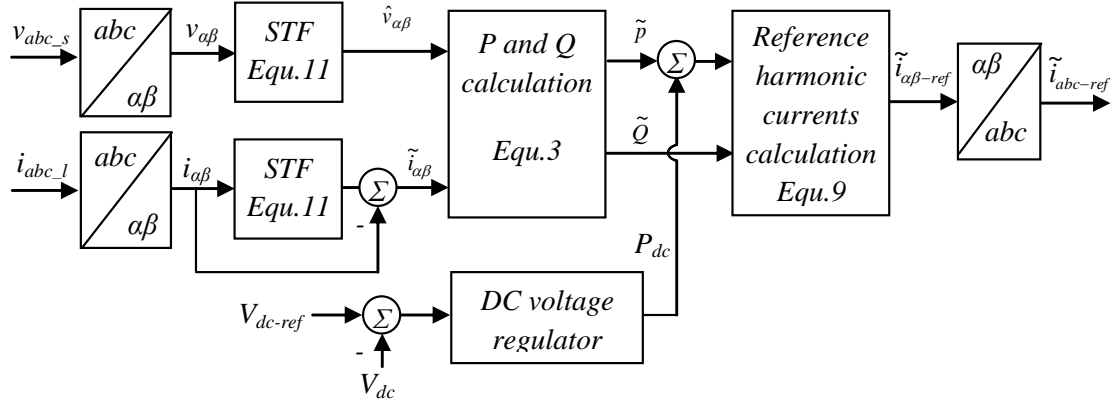 v_abc_s
abc
αβ
v_αβ
STF
Equ.11
v̂_αβ
P and Q
calculation
Equ.3
p̃
Σ
Reference
harmonic
currents
calculation
Equ.9
ĩ_αβ-ref
αβ
abc
ĩ_abc-ref
i_abc_l
abc
αβ
i_αβ
STF
Equ.11
Σ
-
ĩ_αβ
Q̃
P_dc
V_dc-ref
Σ
-
V_dc
DC voltage
regulator